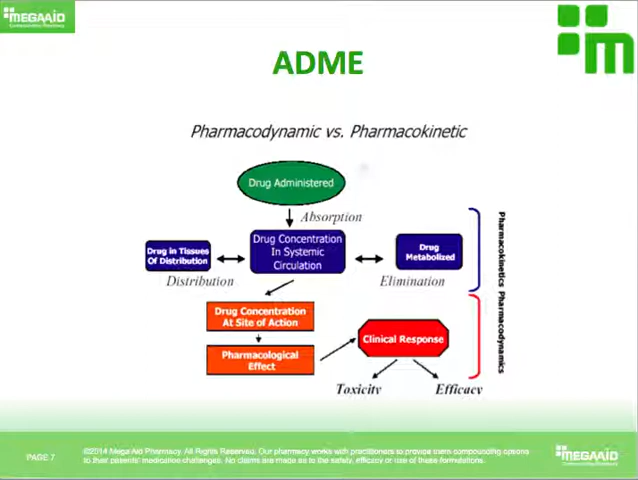 MEGAAID
ADME
Pharmacodynamic vs. Pharmacokinetic
Drug Administered
Absorption
Drug in Tissues
Of Distribution
Drug Concentration
In Systemic
Circulation
Drug
Metabolized
Distribution
Elimination
Pharmacokinetics
Drug Concentration
At Site of Action
Pharmacological
Effect
Clinical Response
Toxicity
Efficacy
Pharmacodynamics
PAGE 7
©2014 Mega Aid Pharmacy. All Rights Reserved. Our pharmacy works with practitioners to provide them compounding options
to their patients' medication challenges. No claims are made as to the safety, efficacy or use of these formulations.
MEGAAID